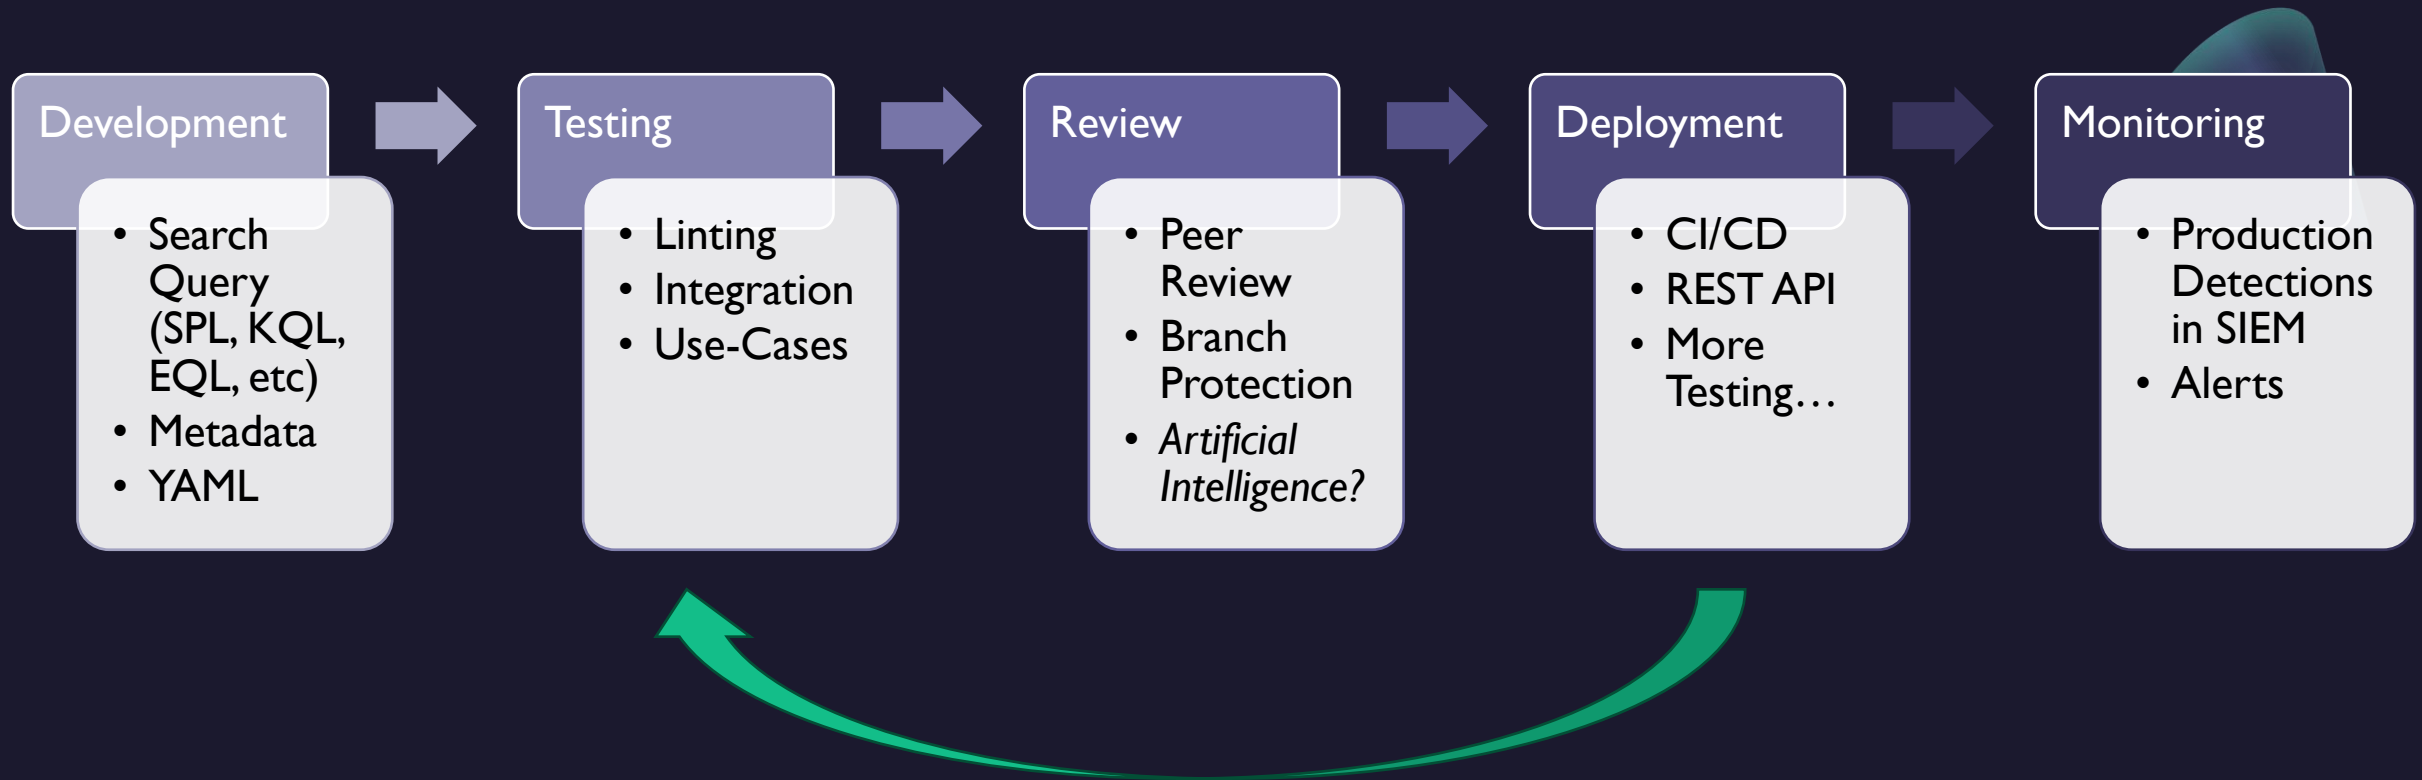 Development
• Search
Query
(SPL, KQL,
EQL, etc)
• Metadata
• YAML
Testing
• Linting
• Integration
• Use-Cases
Review
• Peer
Review
• Branch
Protection
• Artificial
Intelligence?
Deployment
• CI/CD
• REST API
• More
Testing…
Monitoring
• Production
Detections
in SIEM
• Alerts